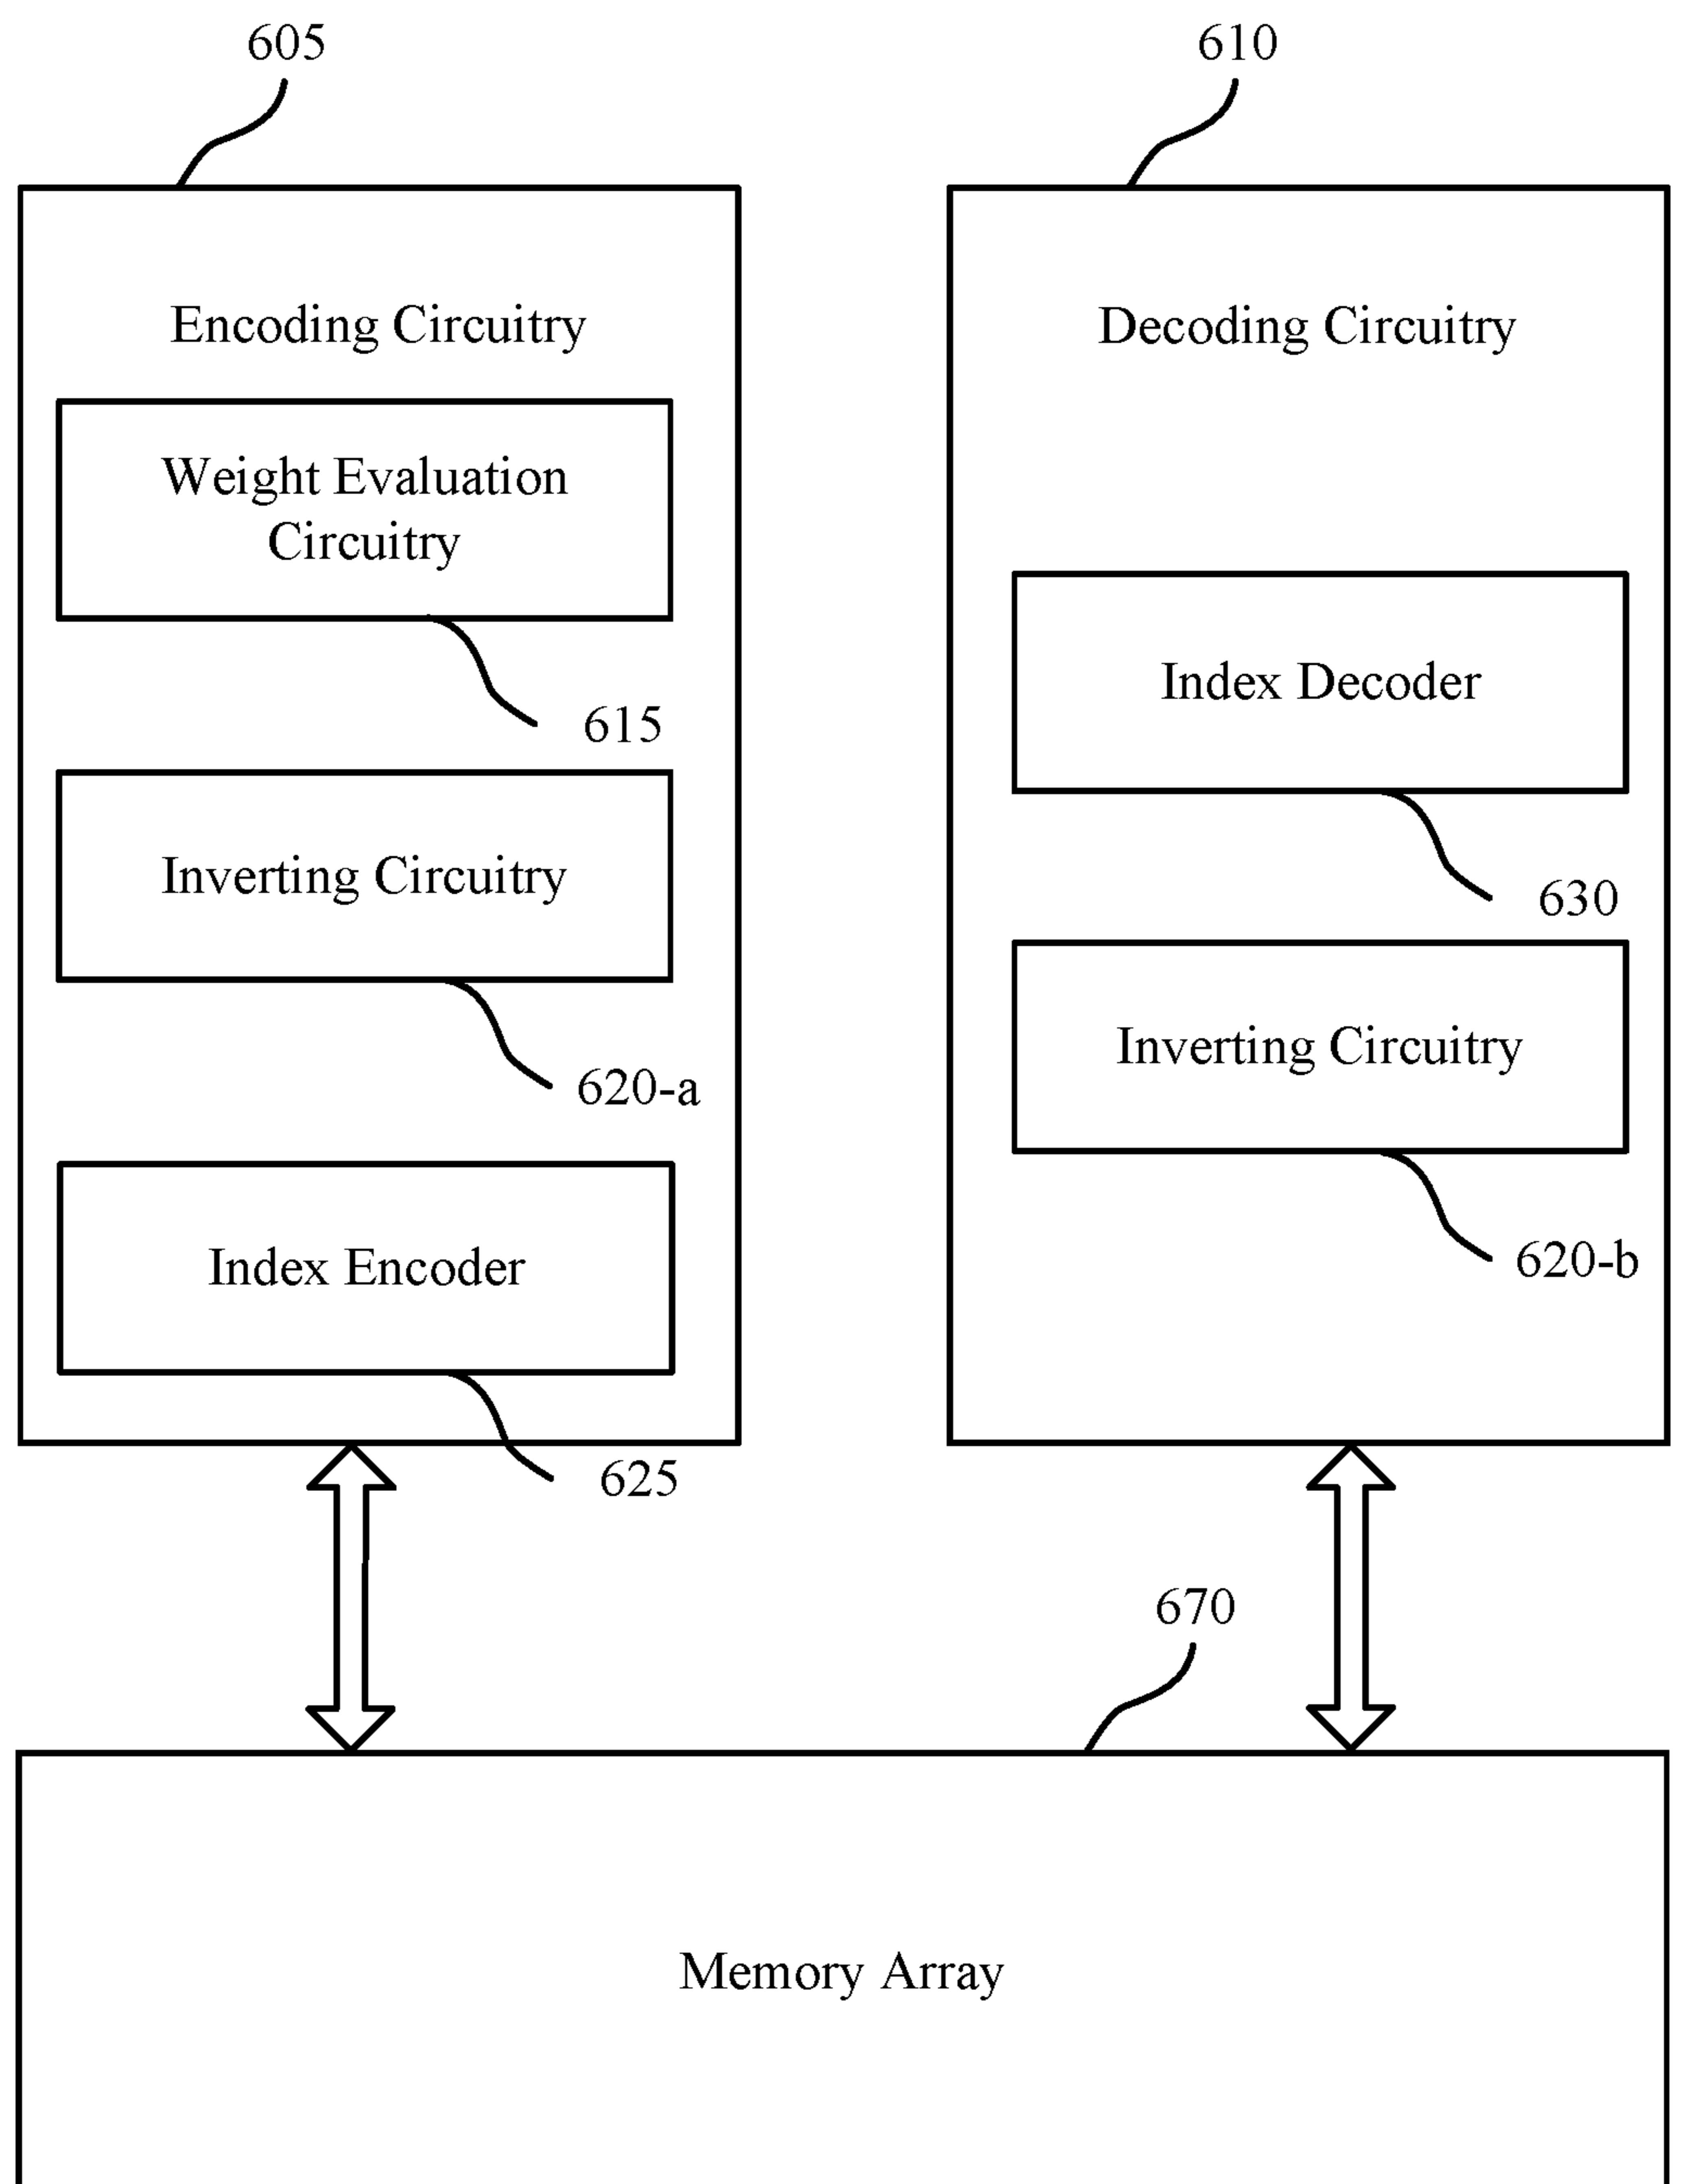 605
610
Encoding Circuitry
Weight Evaluation
Circuitry
615
Inverting Circuitry
620-a
Index Encoder
625
Decoding Circuitry
Index Decoder
630
Inverting Circuitry
620-b
670
Memory Array